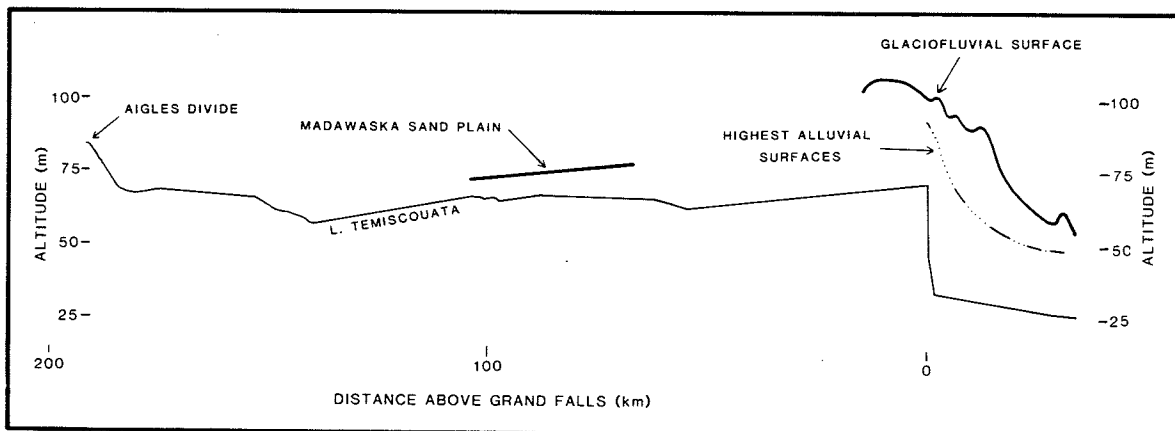 GLACIOFLUVIAL SURFACE
100 –
AIGLES DIVIDE
– 100
MADAWASKA SAND PLAIN
HIGHEST ALLUVIAL
SURFACES
75 –
– 75
ALTITUDE (m)
L. TEMISCOUATA
ALTITUDE (m)
50 –
– 50
25 –
– 25
200
100
0
DISTANCE ABOVE GRAND FALLS (km)